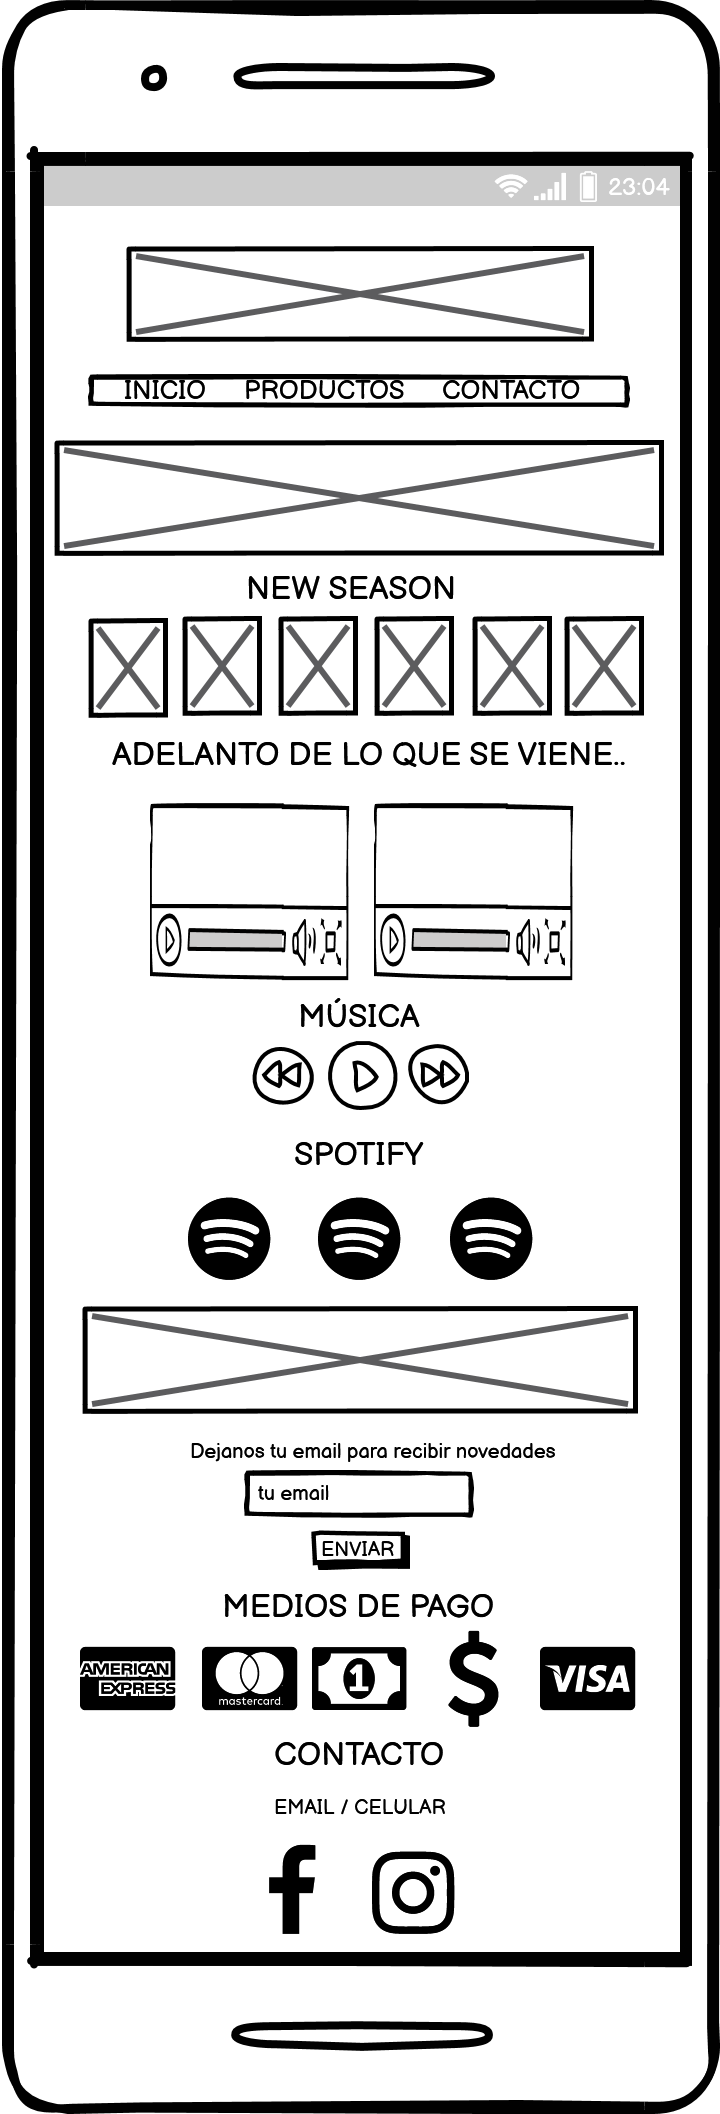 23:04
INICIO PRODUCTOS CONTACTO
NEW SEASON
ADELANTO DE LO QUE SE VIENE..
MÚSICA
SPOTIFY
Dejanos tu email para recibir novedades
tu email
ENVIAR
MEDIOS DE PAGO
AMERICAN EXPRESS mastercard. 1 $ VISA
CONTACTO
EMAIL / CELULAR